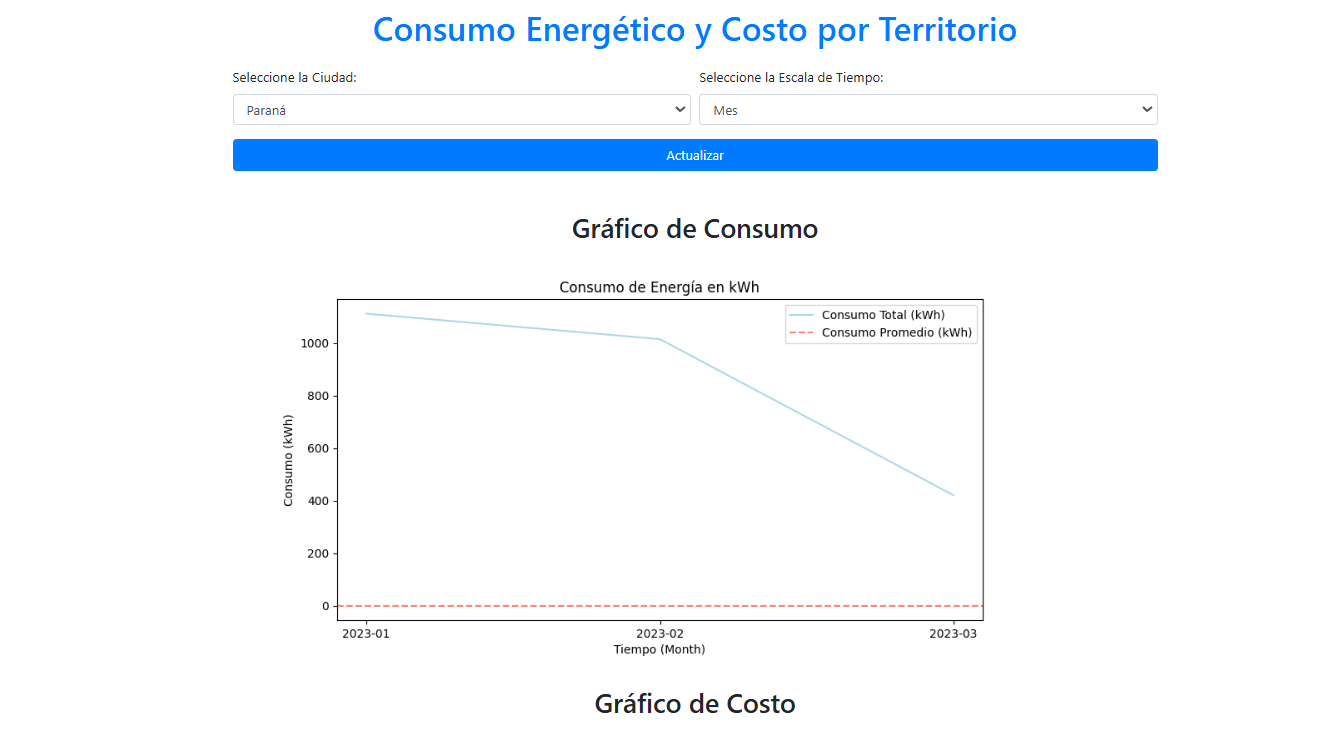 Consumo Energético y Costo por Territorio
Seleccione la Ciudad:
Seleccione la Escala de Tiempo:
Paraná
Mes
Actualizar
Gráfico de Consumo
Consumo de Energía en kWh
Consumo Total (kWh)
Consumo Promedio (kWh)
1000
800
600
400
200
0
Consumo (kWh)
2023-01
2023-02
2023-03
Tiempo (Month)
Gráfico de Costo